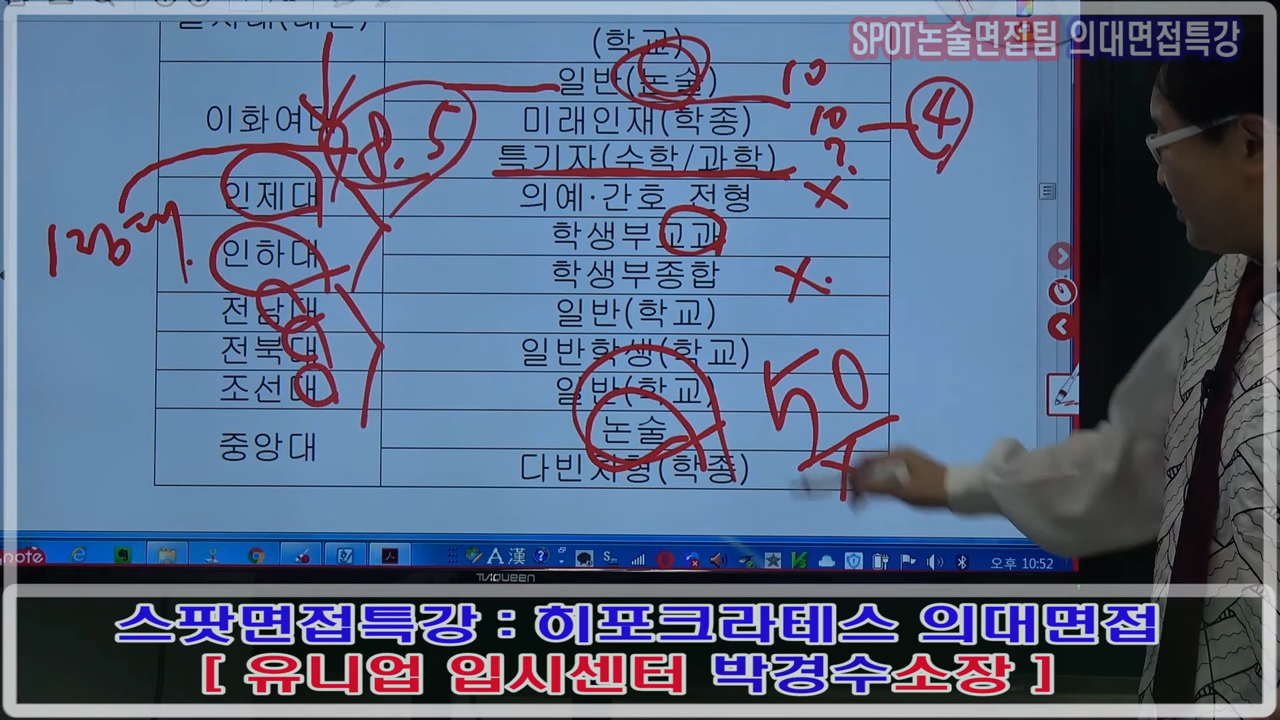 SPOT논술면접팀 의대면접특강
(학교)
일반(논술) 10
이화여대 8.5 미래인재(학종) 10 ④
특기자(수학/과학) ?
인제대 의예·간호 전형 X
인하대 학생부교과
학생부종합 X.
전남대 일반(학교)
전북대 일반학생(학교)
조선대 일반(학교) 50
중앙대 논술
다빈치형(학종)
note A 漢 오후 10:52
TViQueen
스팟면접특강 : 히포크라테스 의대면접
[ 유니업 입시센터 박경수소장 ]